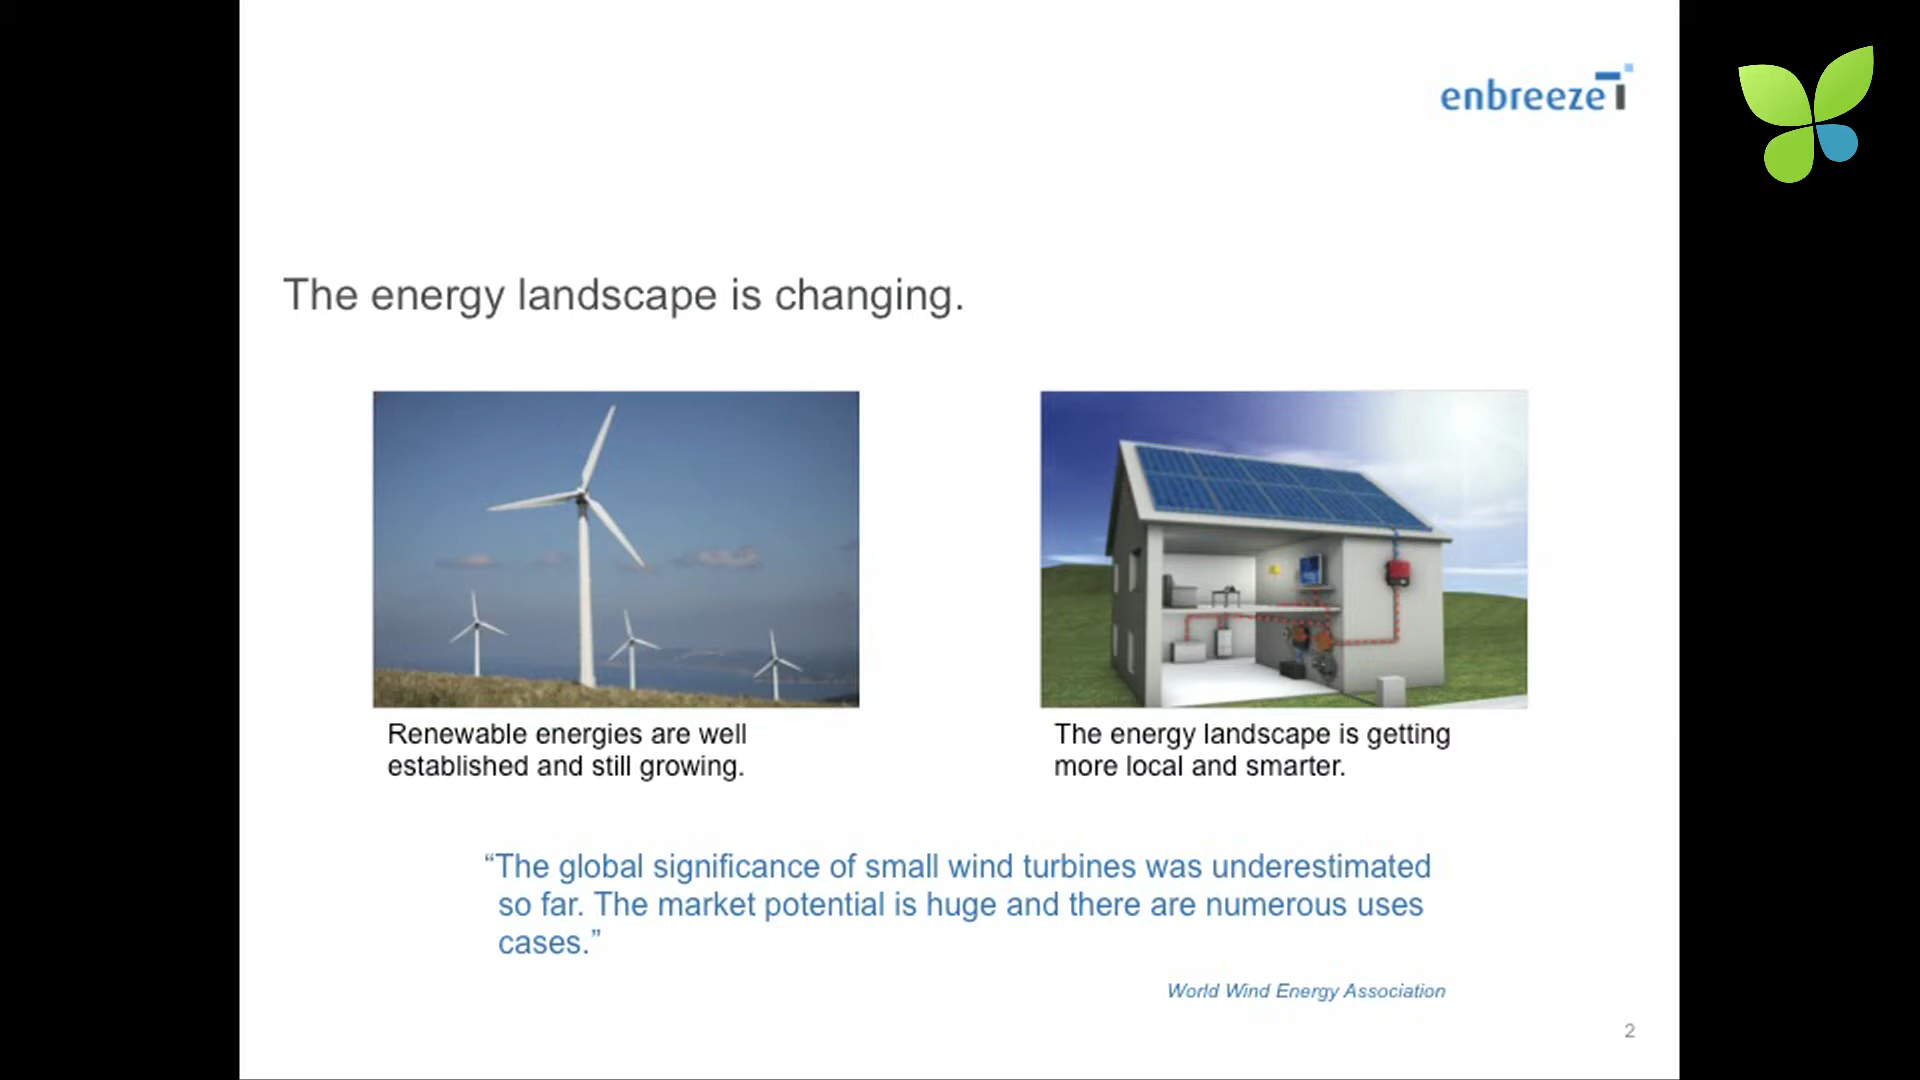 enbreeze
The energy landscape is changing.
Renewable energies are well
established and still growing.
The energy landscape is getting
more local and smarter.
“The global significance of small wind turbines was underestimated
so far. The market potential is huge and there are numerous uses
cases.”
World Wind Energy Association
2